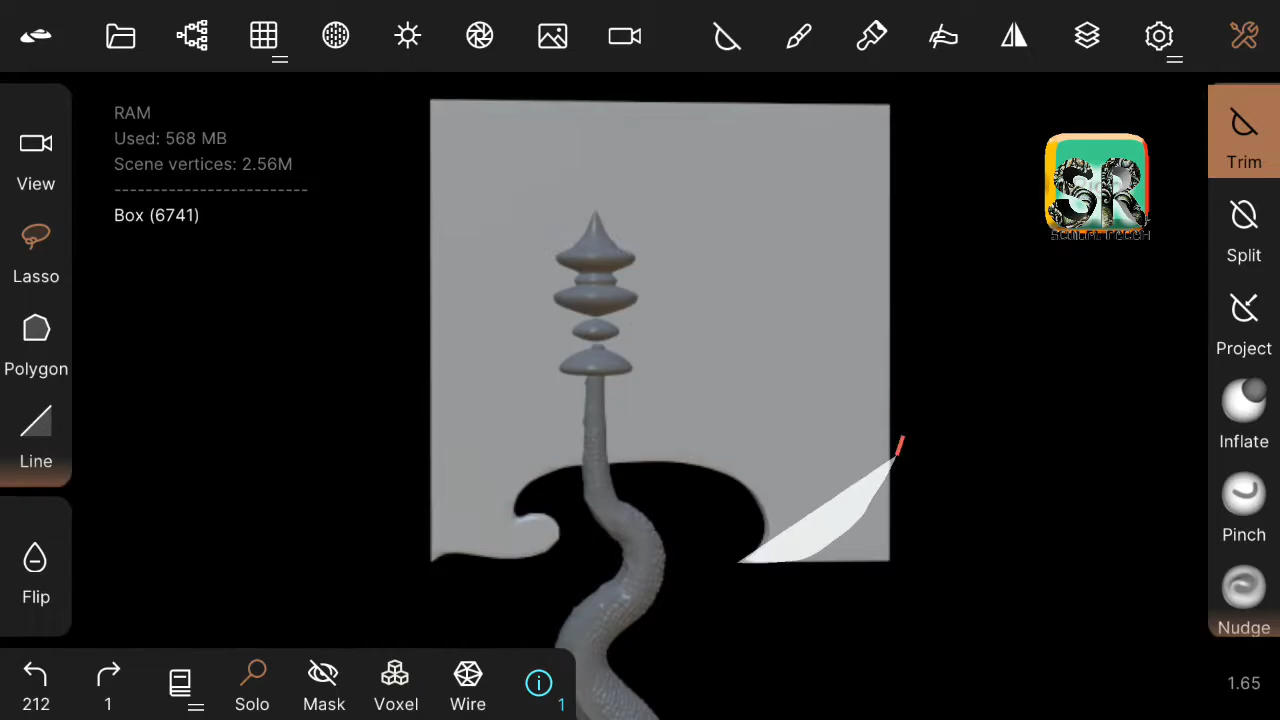 RAM
Used: 568 MB
Scene vertices: 2.56M
------------------------
Box (6741)
View
Lasso
Polygon
Line
Flip
SR
Trim
Split
Project
Inflate
Pinch
Nudge
212
1
Solo
Mask
Voxel
Wire
1
1.65